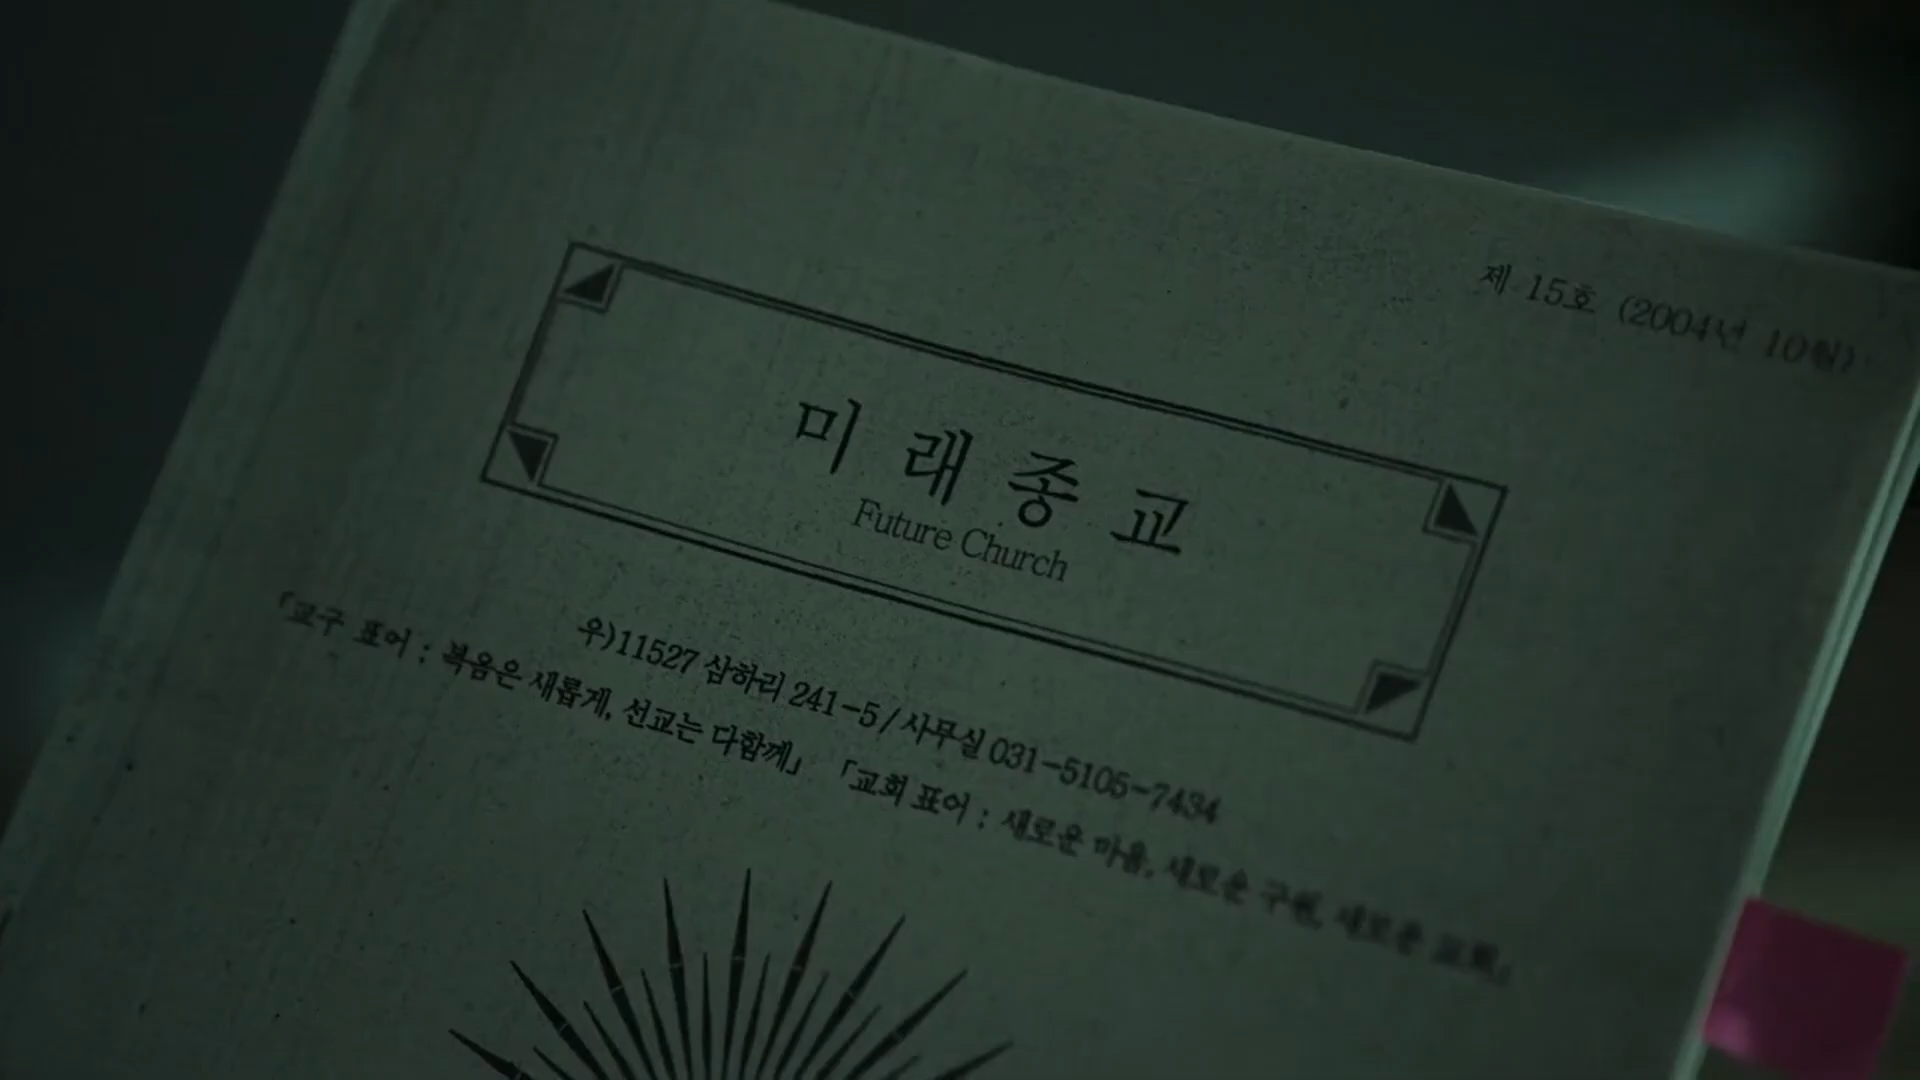 제 15호 (2004년 10월)
미래종교
Future Church
우)11527 삼하리 241-5/사무실 031-5105-7434
「교구 표어 : 복음은 새롭게, 선교는 다함께」 「교회 표어 : 새로운 마음, 새로운 구원, 새로운 교회」